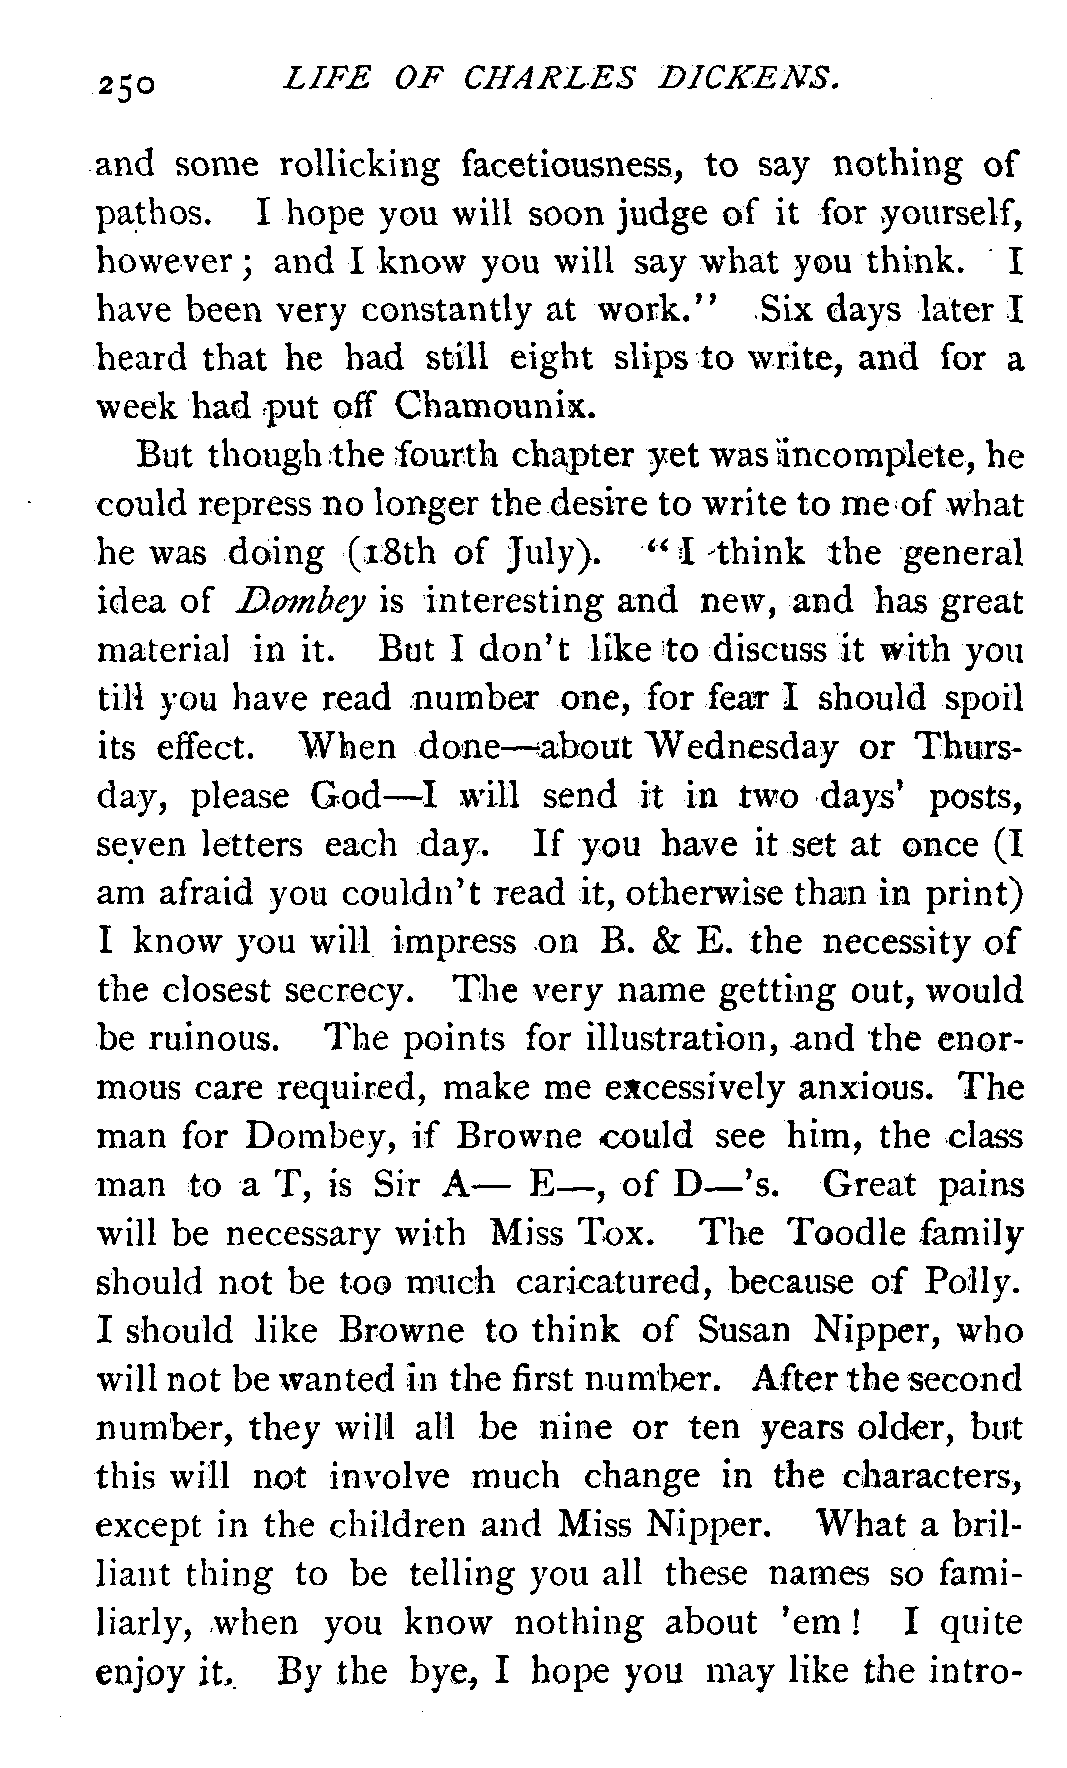 250 LIFE OF CHARLES DICKENS.
and some rollicking facetiousness, to say nothing of
pathos. I hope you will soon judge of it for yourself,
however; and I know you will say what you think. I
have been very constantly at work." Six days later I
heard that he had still eight slips to write, and for a
week had put off Chamounix.
But though the fourth chapter yet was incomplete, he
could repress no longer the desire to write to me of what
he was doing (18th of July). "I think the general
idea of Dombey is interesting and new, and has great
material in it. But I don't like to discuss it with you
till you have read number one, for fear I should spoil
its effect. When done—about Wednesday or Thurs-
day, please God—I will send it in two days' posts,
seven letters each day. If you have it set at once (I
am afraid you couldn't read it, otherwise than in print)
I know you will impress on B. & E. the necessity of
the closest secrecy. The very name getting out, would
be ruinous. The points for illustration, and the enor-
mous care required, make me excessively anxious. The
man for Dombey, if Browne could see him, the class
man to a T, is Sir A— E—, of D—'s. Great pains
will be necessary with Miss Tox. The Toodle family
should not be too much caricatured, because of Polly.
I should like Browne to think of Susan Nipper, who
will not be wanted in the first number. After the second
number, they will all be nine or ten years older, but
this will not involve much change in the characters,
except in the children and Miss Nipper. What a bril-
liant thing to be telling you all these names so fami-
liarly, when you know nothing about 'em! I quite
enjoy it. By the bye, I hope you may like the intro-